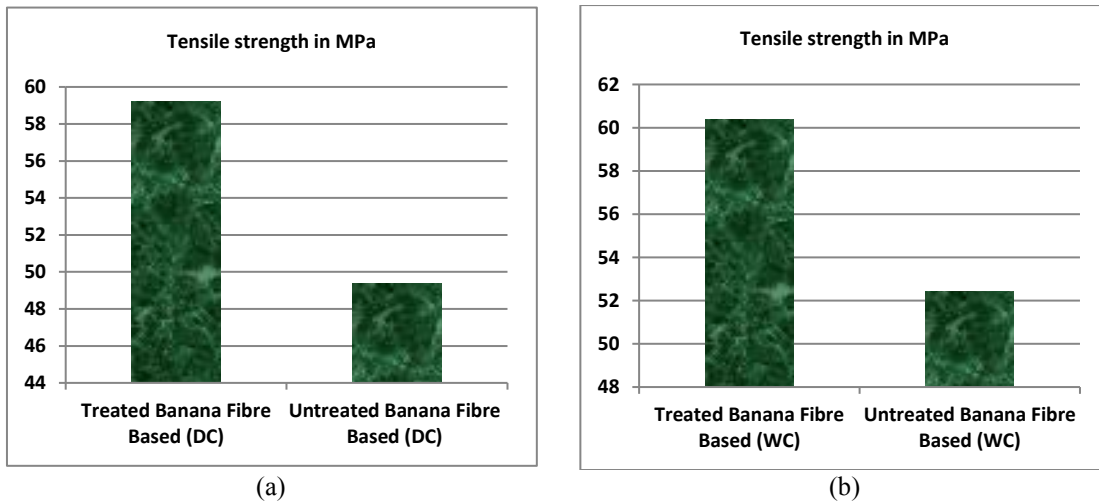 Tensile strength in MPa
60
58
56
54
52
50
48
46
44
Treated Banana Fibre
Based (DC)
Untreated Banana Fibre
Based (DC)
(a)
Tensile strength in MPa
62
60
58
56
54
52
50
48
Treated Banana Fibre
Based (WC)
Untreated Banana Fibre
Based (WC)
(b)